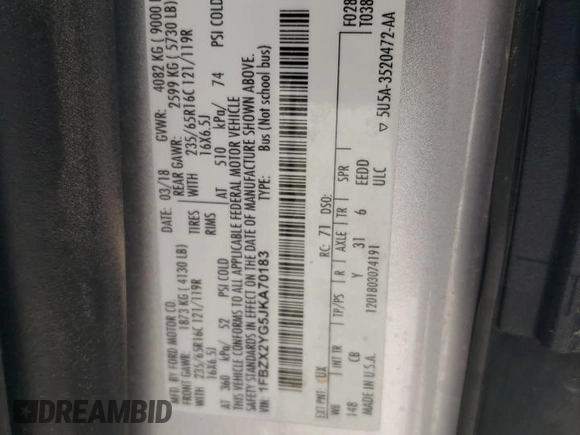 MFD. BY FORD MOTOR CO.
DATE: 03/18 GVWR: 4082 KG ( 9000 LB)
FRONT GAWR: 1873 KG ( 4130 LB) REAR GAWR: 2599 KG ( 5730 LB)
WITH 235/65R16C 121/119R TIRES WITH 235/65R16C 121/119R
16X6.5J RIMS 16X6.5J
AT 360 kPa/ 52 PSI COLD AT 510 kPa/ 74 PSI COLD
THIS VEHICLE CONFORMS TO ALL APPLICABLE FEDERAL MOTOR VEHICLE
SAFETY STANDARDS IN EFFECT ON THE DATE OF MANUFACTURE SHOWN ABOVE.
VIN: 1FBZX2YG5JKA70183 TYPE: Bus (Not school bus)
F028
T038
EXT PNT: UX RC: 71 DSO:
WB INT TR TP/PS R AXLE TR SPR
148 CB Y 31 6 EEDD
MADE IN U.S.A. 1201803074191 ULC
▽ 5U5A-3520472-AA
DREAMBID